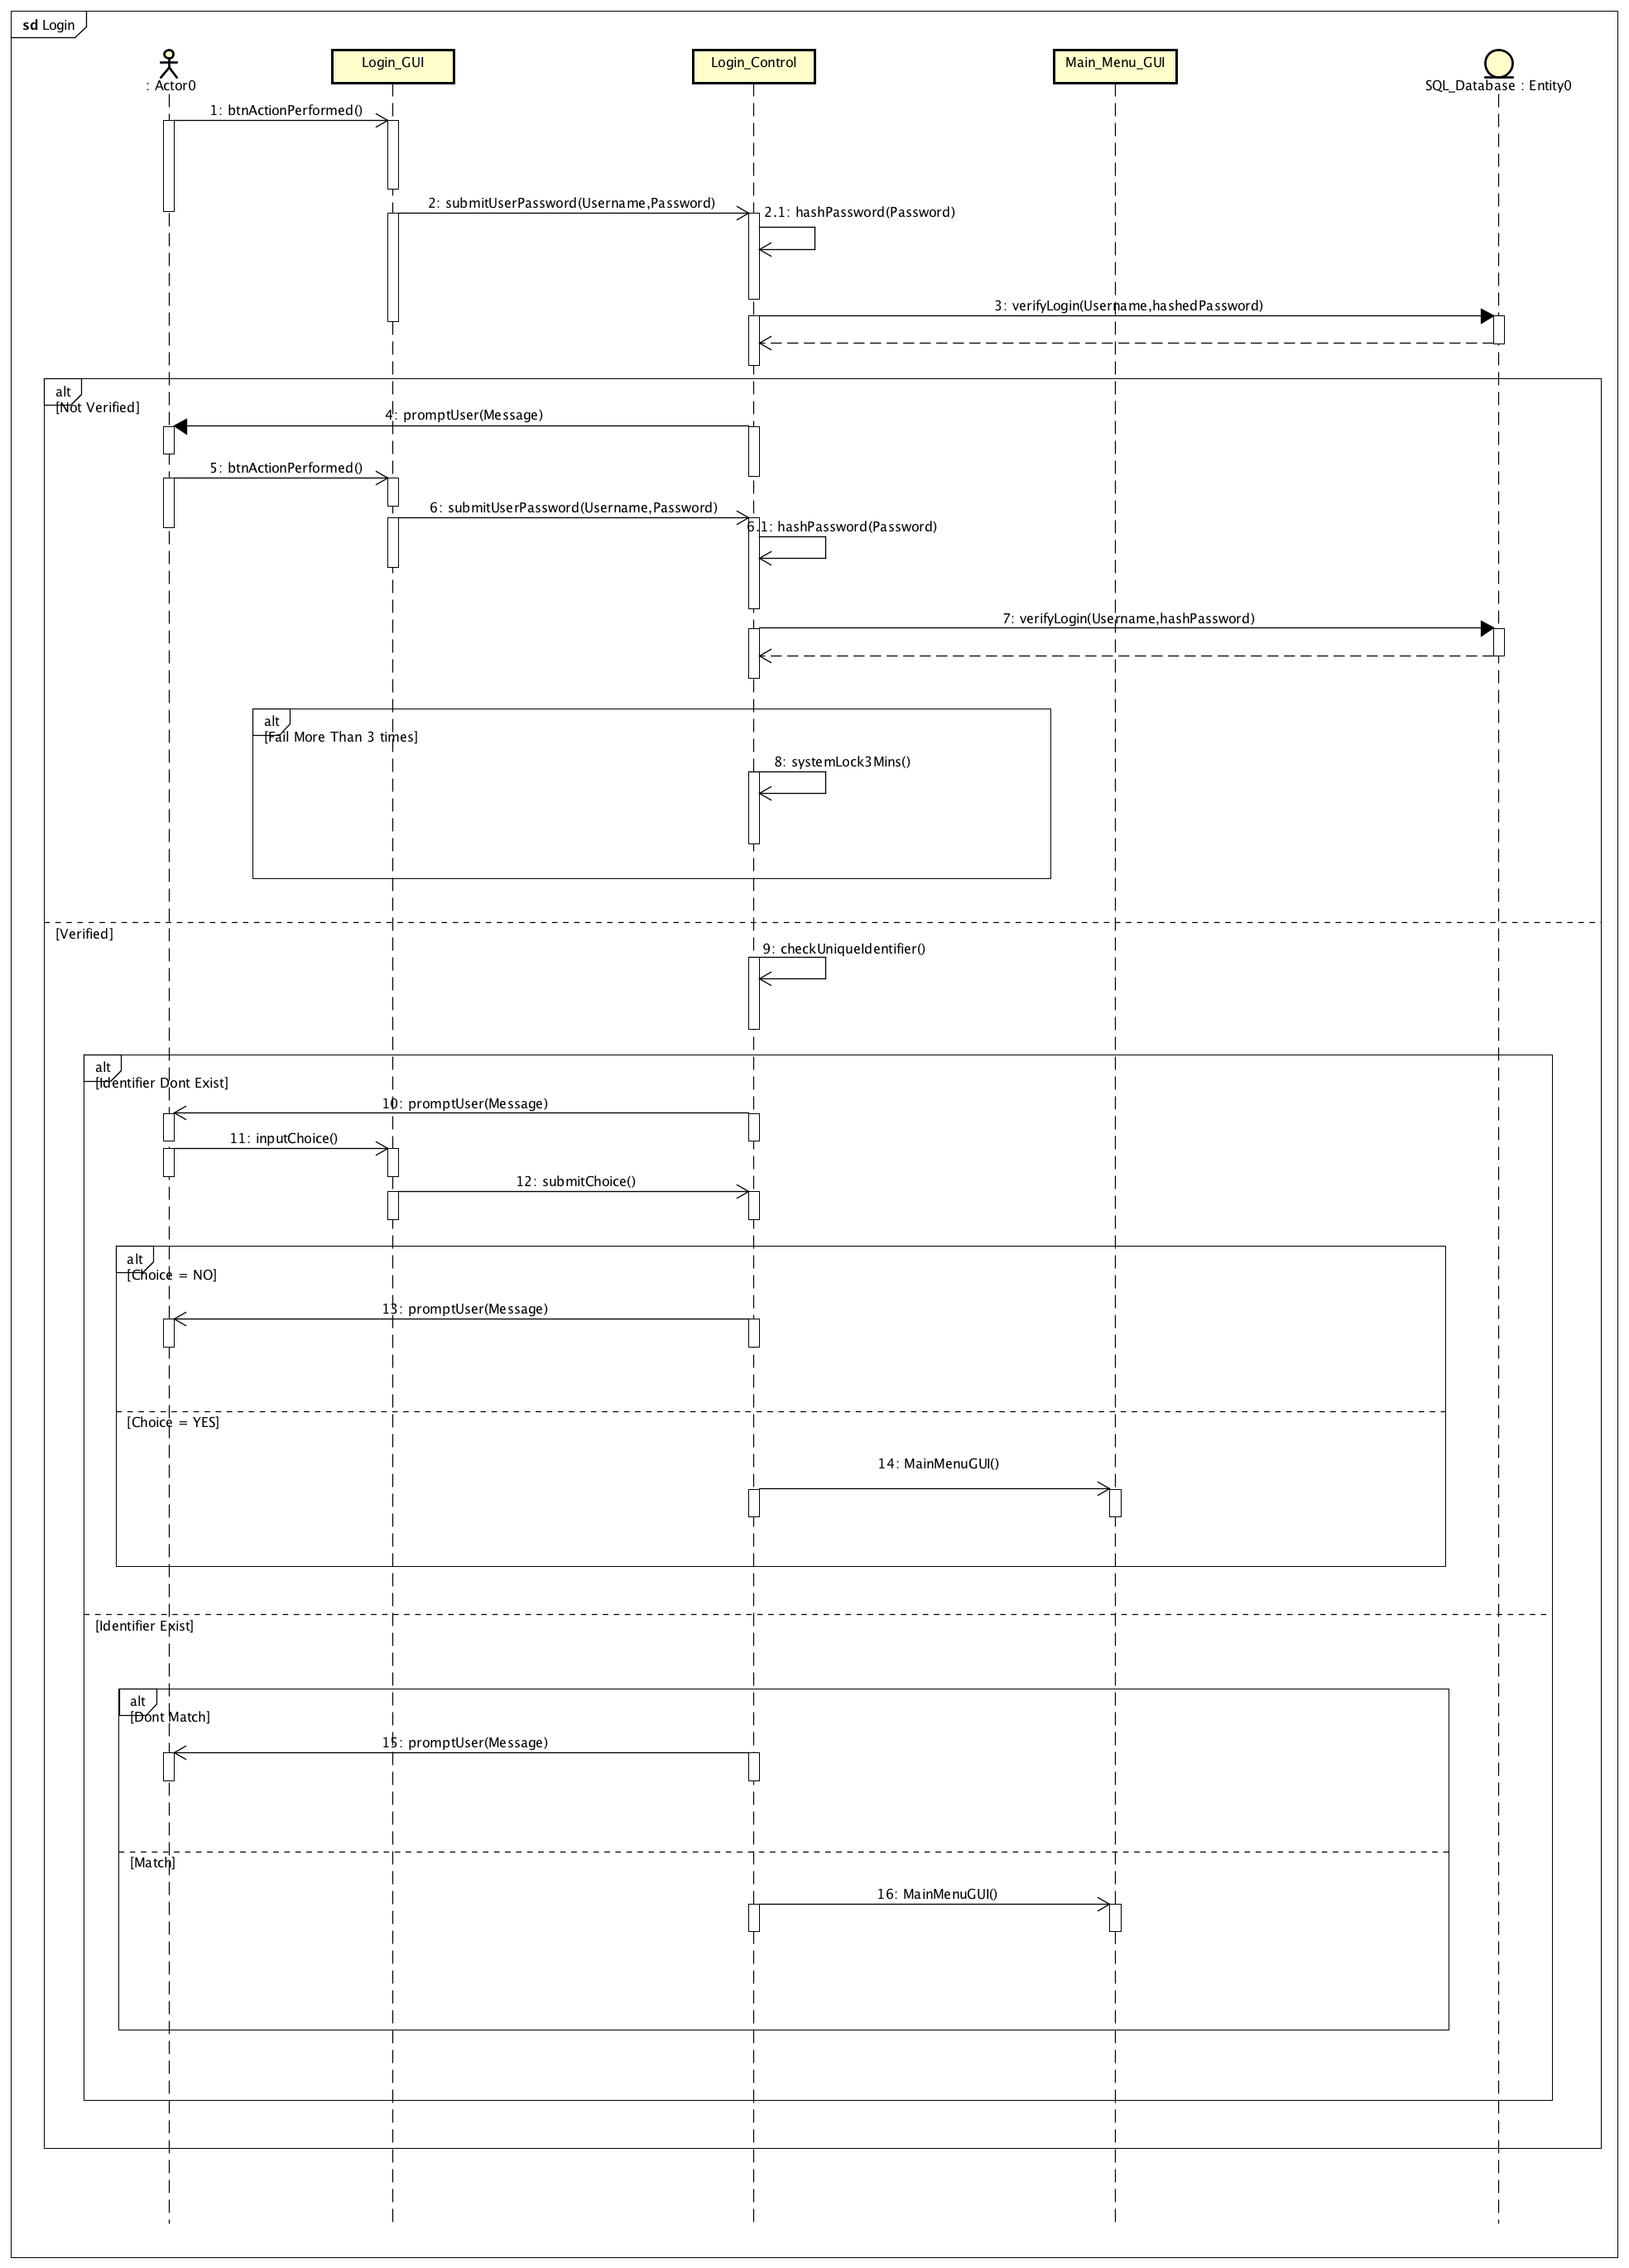 sd Login
: Actor0
Login_GUI
Login_Control
Main_Menu_GUI
SQL_Database : Entity0
1: btnActionPerformed()
2: submitUserPassword(Username,Password)
2.1: hashPassword(Password)
3: verifyLogin(Username,hashedPassword)
alt
[Not Verified]
4: promptUser(Message)
5: btnActionPerformed()
6: submitUserPassword(Username,Password)
6.1: hashPassword(Password)
7: verifyLogin(Username,hashPassword)
alt
[Fail More Than 3 times]
8: systemLock3Mins()
[Verified]
9: checkUniqueIdentifier()
alt
[Identifier Dont Exist]
10: promptUser(Message)
11: inputChoice()
12: submitChoice()
alt
[Choice = NO]
13: promptUser(Message)
[Choice = YES]
14: MainMenuGUI()
[Identifier Exist]
alt
[Dont Match]
15: promptUser(Message)
[Match]
16: MainMenuGUI()